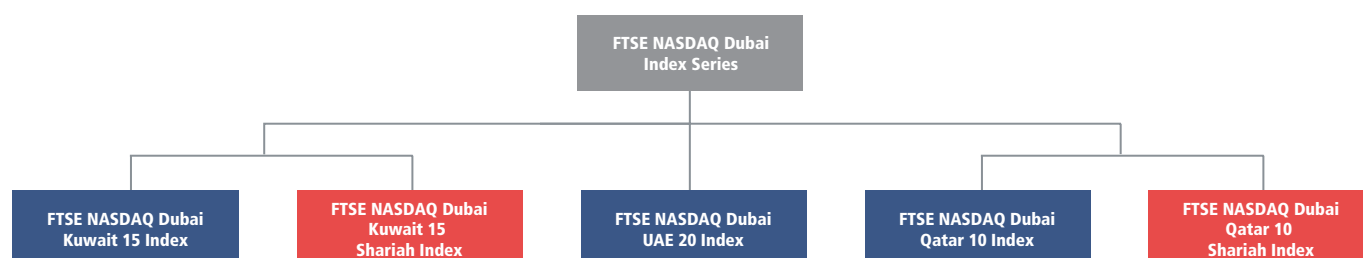 FTSE NASDAQ Dubai
Index Series
FTSE NASDAQ Dubai
Kuwait 15 Index
FTSE NASDAQ Dubai
Kuwait 15
Shariah Index
FTSE NASDAQ Dubai
UAE 20 Index
FTSE NASDAQ Dubai
Qatar 10 Index
FTSE NASDAQ Dubai
Qatar 10
Shariah Index